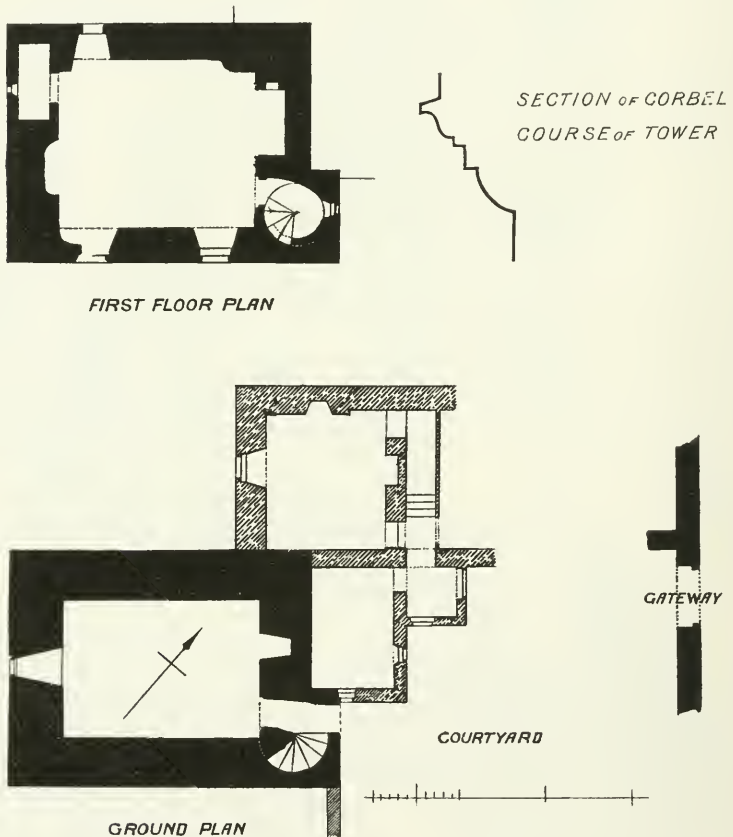 SECTION OF CORBEL
COURSE OF TOWER
FIRST FLOOR PLAN
GATEWAY
COURTYARD
GROUND PLAN